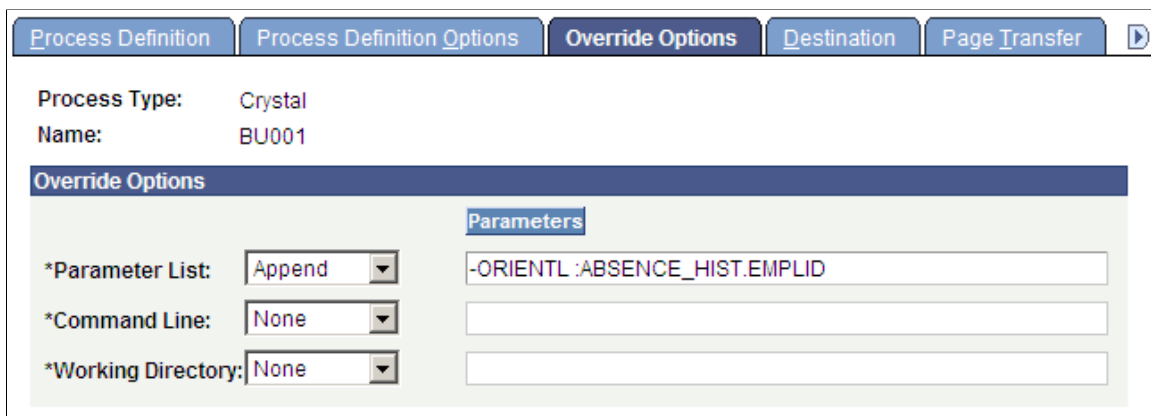 Process Definition Process Definition Options Override Options Destination Page Transfer
Process Type: Crystal
Name: BU001
Override Options
Parameters
*Parameter List: Append -ORIENTL :ABSENCE_HIST.EMPLID
*Command Line: None
*Working Directory: None